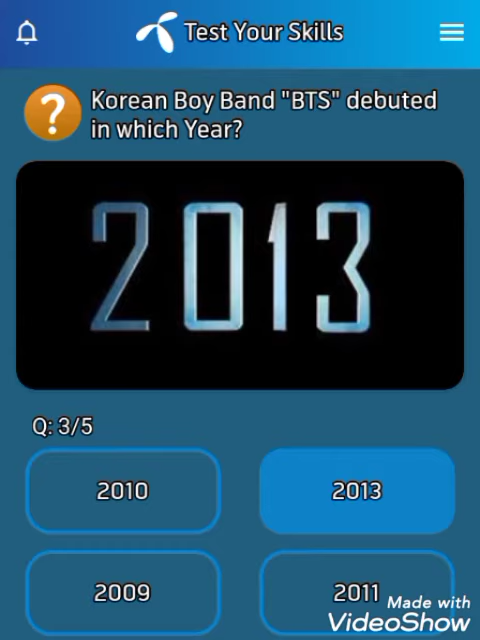 Test Your Skills
Korean Boy Band "BTS" debuted
in which Year?
2013
Q: 3/5
2010
2013
2009
2011
Made with
VideoShow